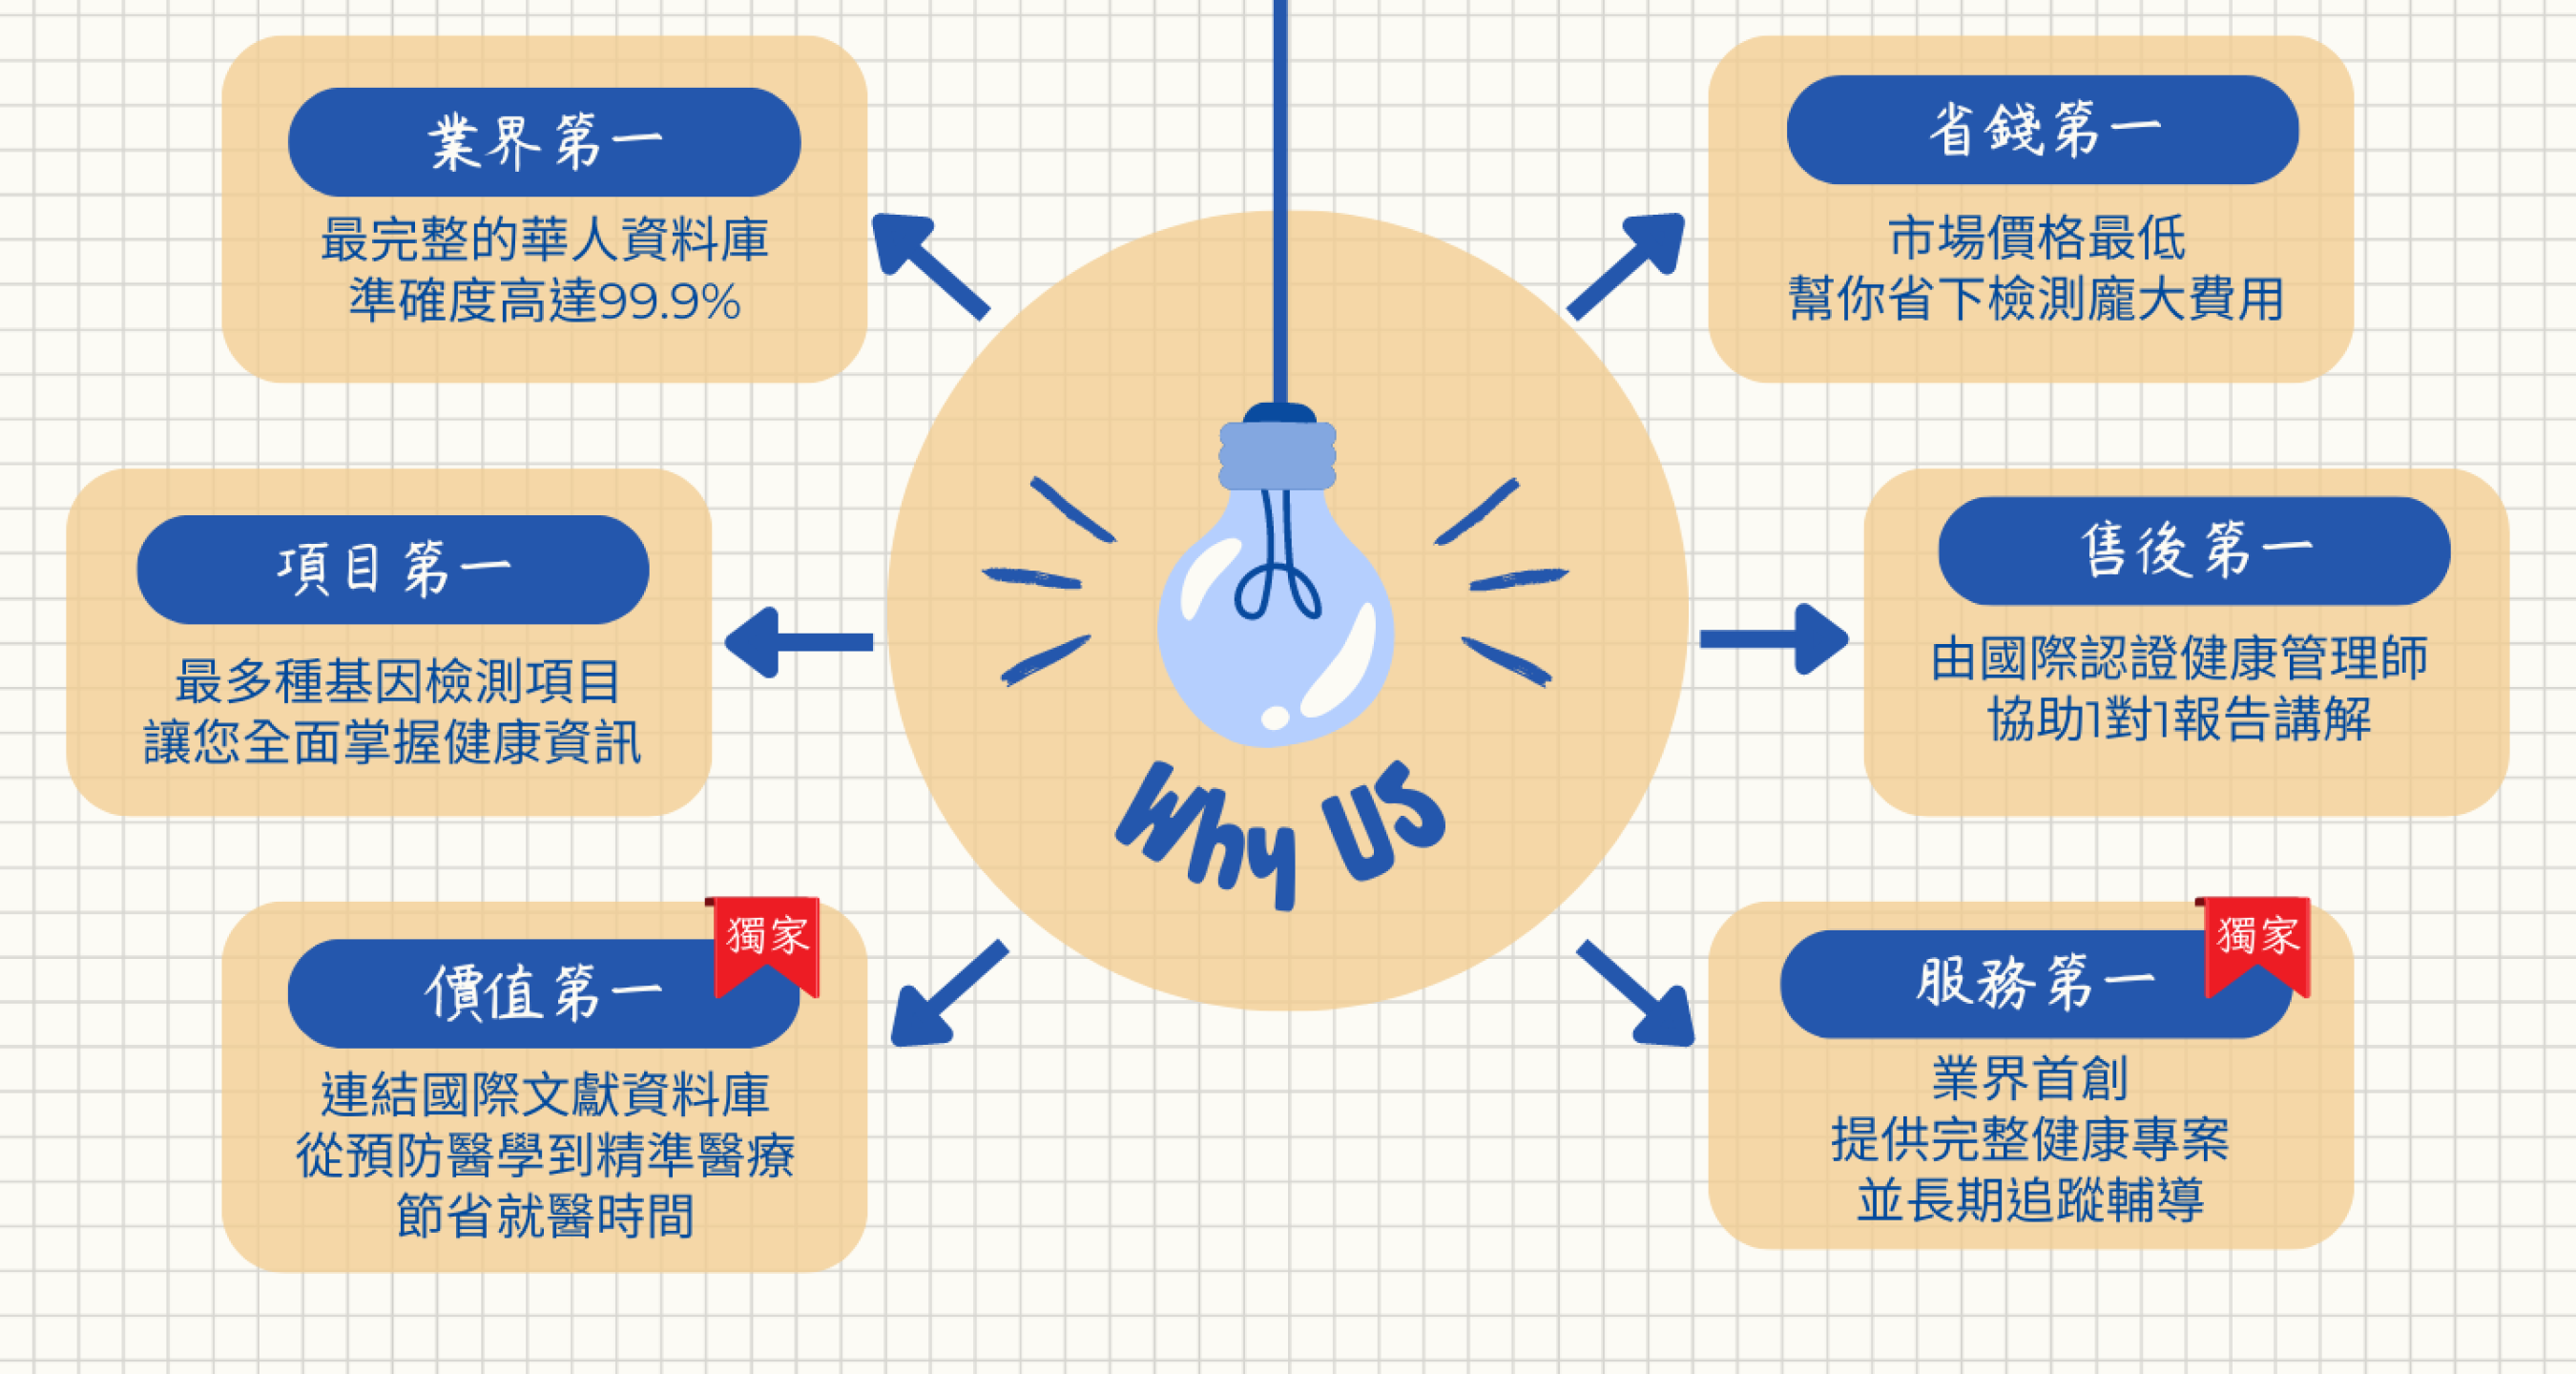 業界第一
最完整的華人資料庫
準確度高達99.9%
項目第一
最多種基因檢測項目
讓您全面掌握健康資訊
獨家
價值第一
連結國際文獻資料庫
從預防醫學到精準醫療
節省就醫時間
Why US
省錢第一
市場價格最低
幫你省下檢測龐大費用
售後第一
由國際認證健康管理師
協助1對1報告講解
獨家
服務第一
業界首創
提供完整健康專案
並長期追蹤輔導